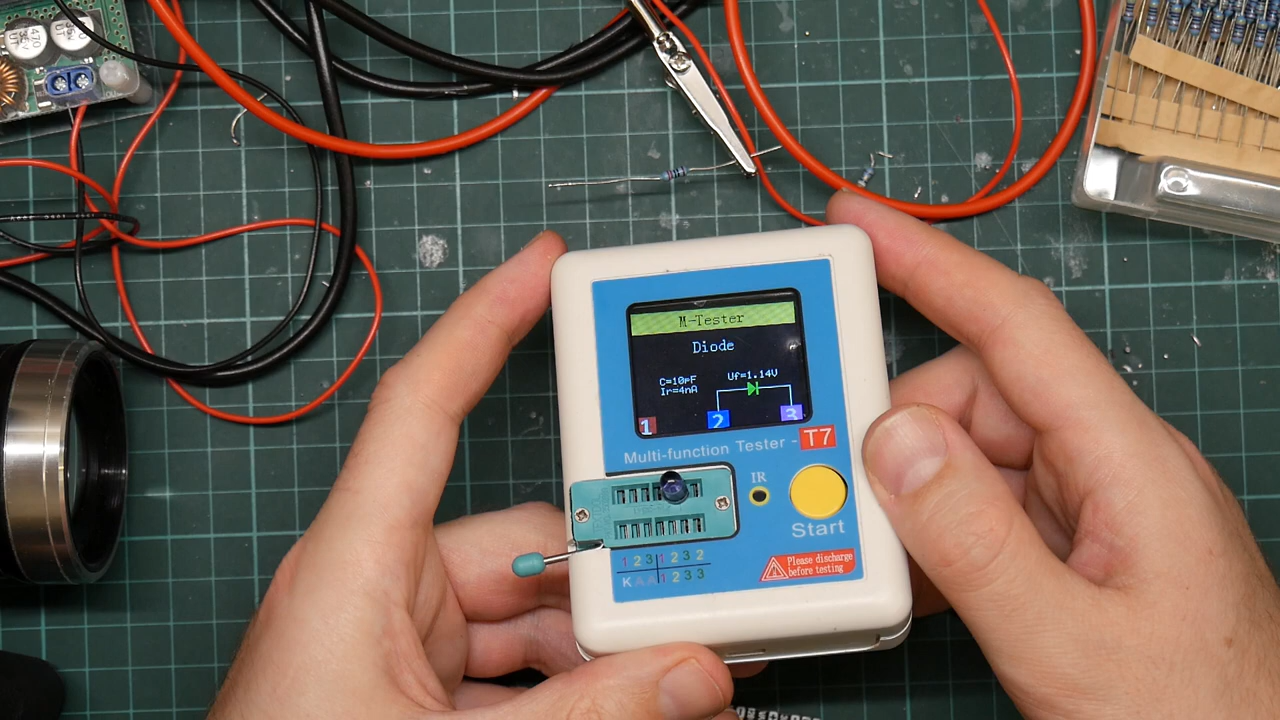 M-Tester
Diode
C=10pF
Ir=4nA
Uf=1.14V
1
2
3
Multi-function Tester - T7
IR
Start
1 2 3 1 2 3 2
K A A 1 2 3 3
Please discharge
before testing
470